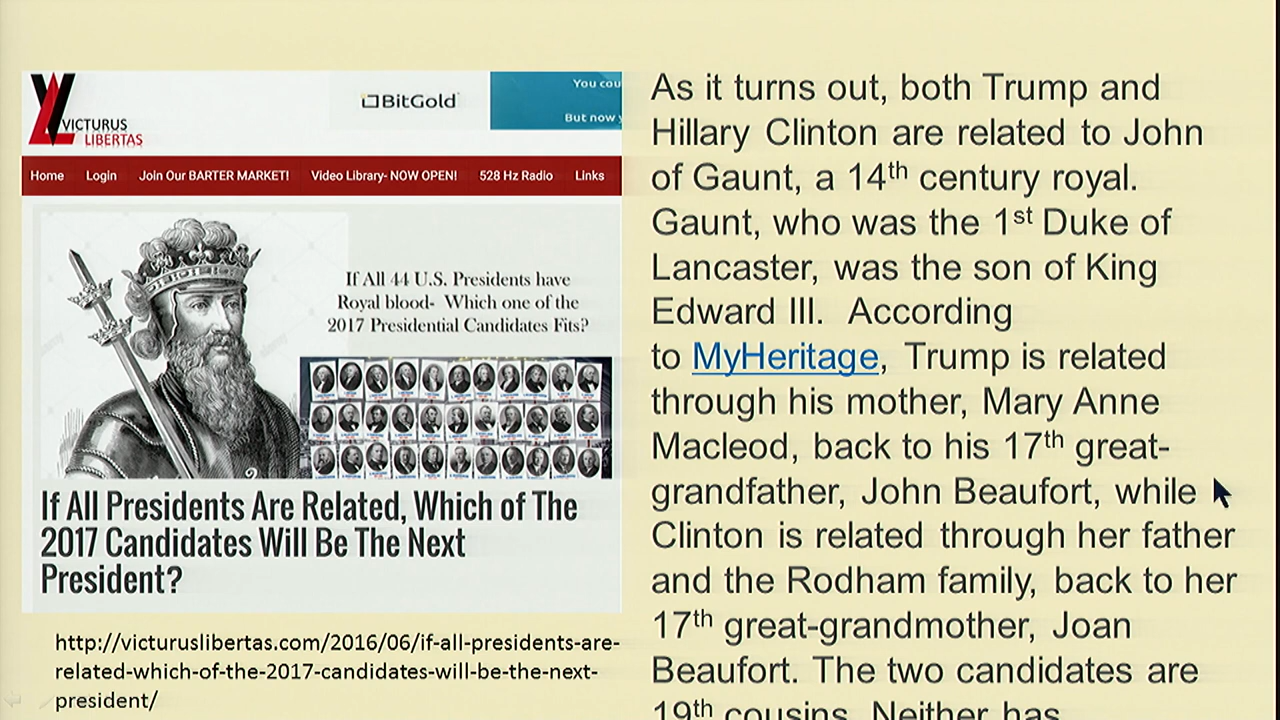 VICTURUS
LIBERTAS
BitGold
You cou
But now y
Home Login Join Our BARTER MARKET! Video Library- NOW OPEN! 528 Hz Radio Links
If All 44 U.S. Presidents have
Royal blood- Which one of the
2017 Presidential Candidates Fits?
If All Presidents Are Related, Which of The
2017 Candidates Will Be The Next
President?
http://victuruslibertas.com/2016/06/if-all-presidents-are-
related-which-of-the-2017-candidates-will-be-the-next-
president/
As it turns out, both Trump and
Hillary Clinton are related to John
of Gaunt, a 14th century royal.
Gaunt, who was the 1st Duke of
Lancaster, was the son of King
Edward III. According
to MyHeritage, Trump is related
through his mother, Mary Anne
Macleod, back to his 17th great-
grandfather, John Beaufort, while
Clinton is related through her father
and the Rodham family, back to her
17th great-grandmother, Joan
Beaufort. The two candidates are
19th cousins. Neither has